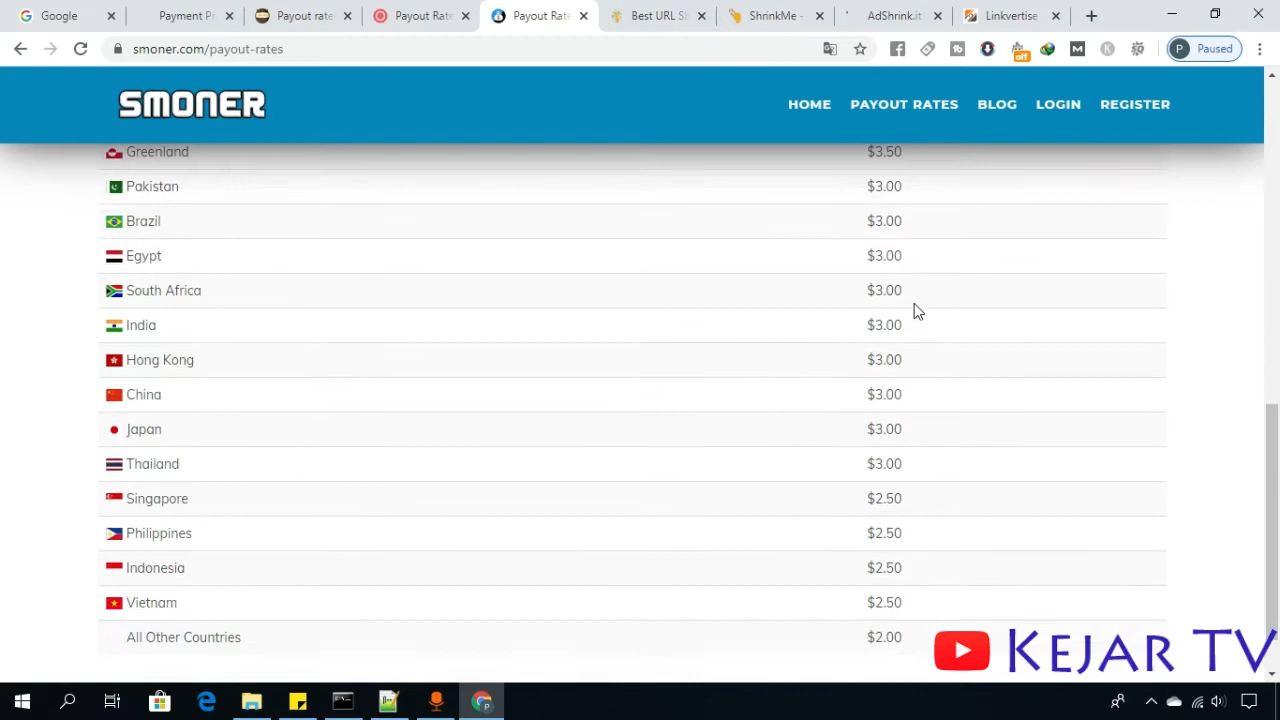 Google
Payment Pr
Payout rate
Payout Rate
Payout Rate
Best URL Sh
ShrinkMe -
AdShrink.it
Linkvertise
smoner.com/payout-rates
off
P Paused
SMONER
HOME PAYOUT RATES BLOG LOGIN REGISTER
Greenland $3.50
Pakistan $3.00
Brazil $3.00
Egypt $3.00
South Africa $3.00
India $3.00
Hong Kong $3.00
China $3.00
Japan $3.00
Thailand $3.00
Singapore $2.50
Philippines $2.50
Indonesia $2.50
Vietnam $2.50
All Other Countries $2.00
KEJAR TV